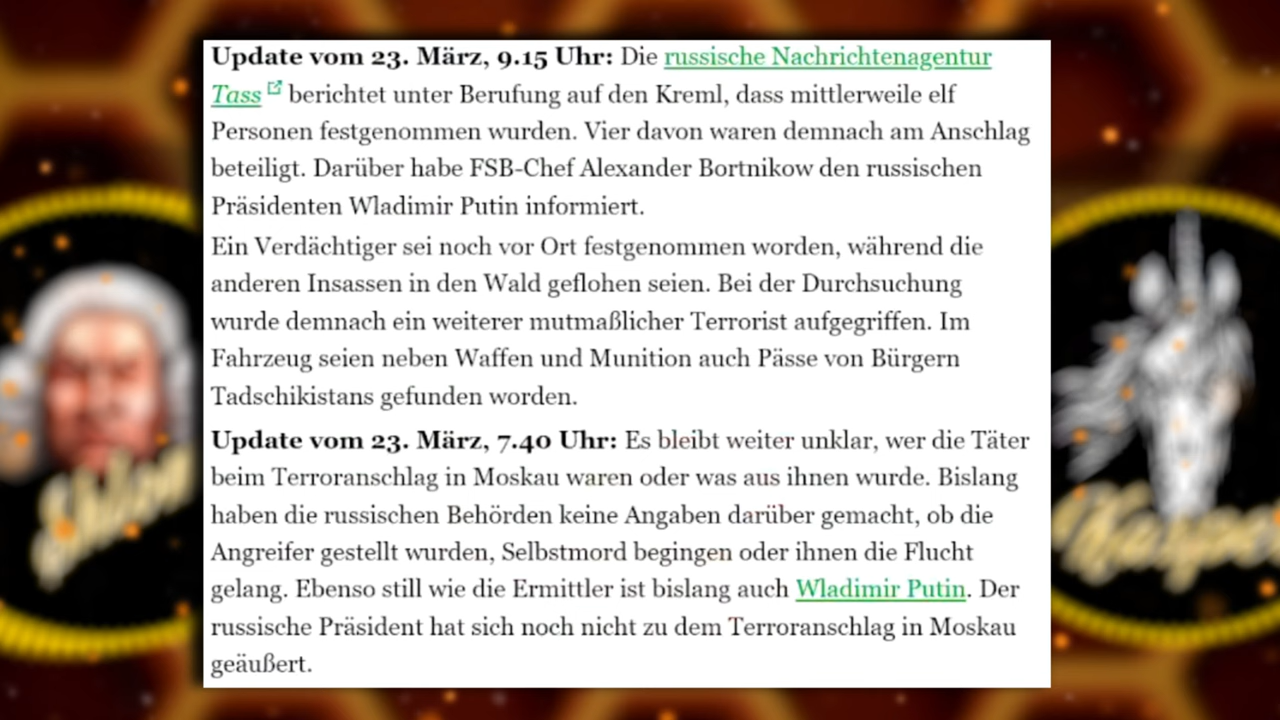 Update vom 23. März, 9.15 Uhr: Die russische Nachrichtenagentur
Tass berichtet unter Berufung auf den Kreml, dass mittlerweile elf
Personen festgenommen wurden. Vier davon waren demnach am Anschlag
beteiligt. Darüber habe FSB-Chef Alexander Bortnikow den russischen
Präsidenten Wladimir Putin informiert.
Ein Verdächtiger sei noch vor Ort festgenommen worden, während die
anderen Insassen in den Wald geflohen seien. Bei der Durchsuchung
wurde demnach ein weiterer mutmaßlicher Terrorist aufgegriffen. Im
Fahrzeug seien neben Waffen und Munition auch Pässe von Bürgern
Tadschikistans gefunden worden.
Update vom 23. März, 7.40 Uhr: Es bleibt weiter unklar, wer die Täter
beim Terroranschlag in Moskau waren oder was aus ihnen wurde. Bislang
haben die russischen Behörden keine Angaben darüber gemacht, ob die
Angreifer gestellt wurden, Selbstmord begingen oder ihnen die Flucht
gelang. Ebenso still wie die Ermittler ist bislang auch Wladimir Putin. Der
russische Präsident hat sich noch nicht zu dem Terroranschlag in Moskau
geäußert.